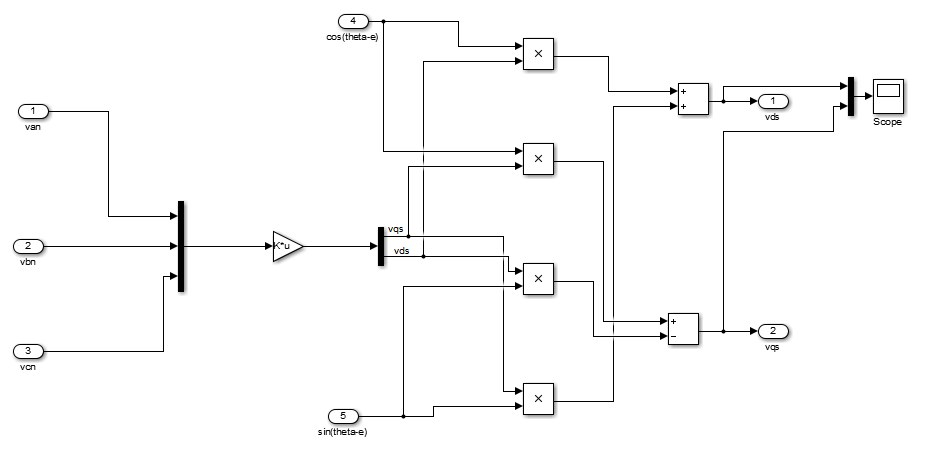 4
cos(theta-e)
×
+
+
1
vds
Scope
1
van
×
2
vbn
K*u
vqs
vds
×
+
−
2
vqs
3
vcn
×
5
sin(theta-e)